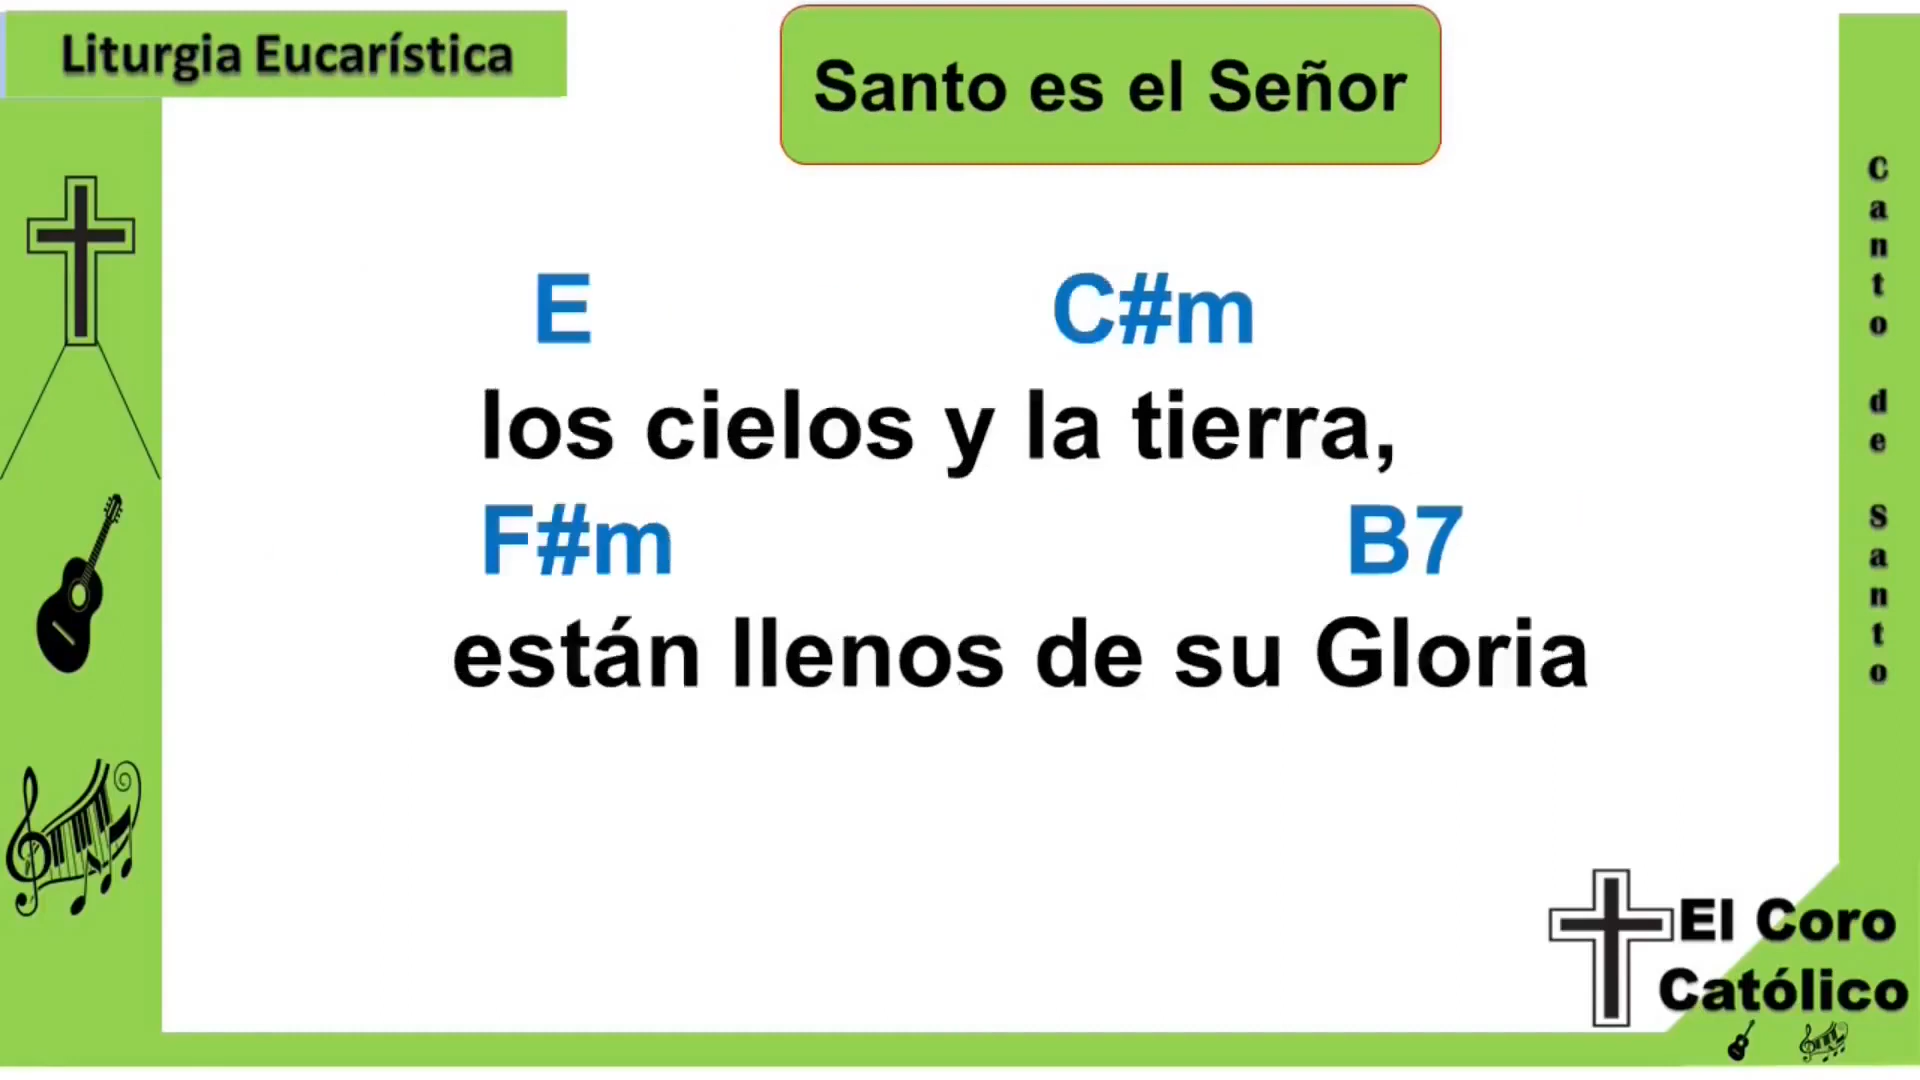 Liturgia Eucarística
Santo es el Señor
E C#m
los cielos y la tierra,
F#m B7
están llenos de su Gloria
Canto de Santo
El Coro
Católico